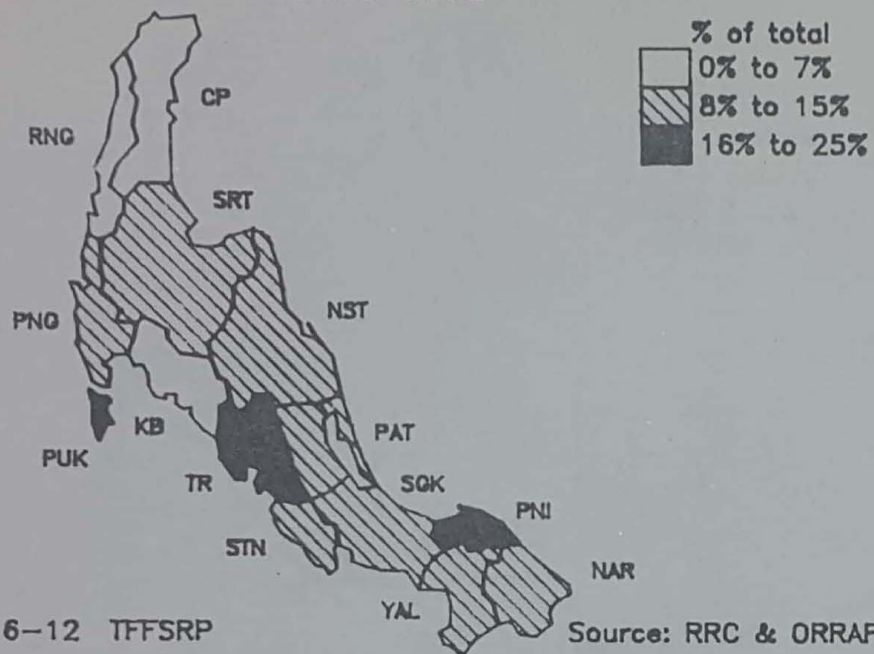 % of total
0% to 7%
8% to 15%
16% to 25%
CP
RNG
SRT
PNG
NST
KB
PUK
PAT
TR
SGK
PNI
STN
NAR
YAL
6-12 TFFSRP
Source: RRC & ORRAF